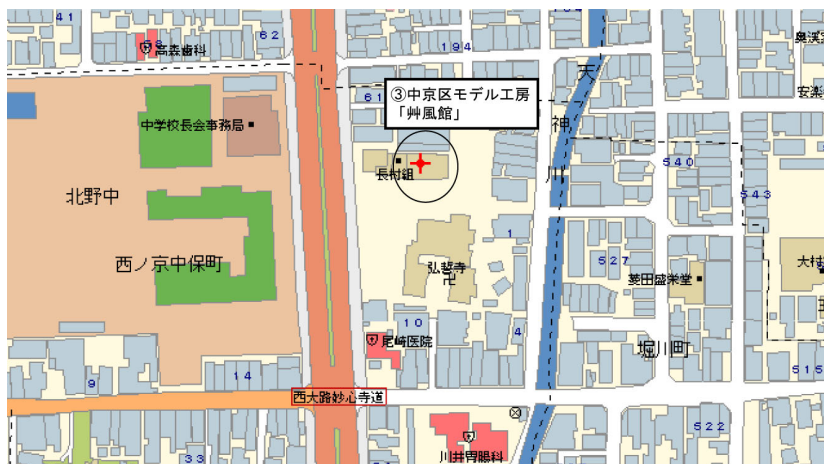 41
62
高森歯科
194
奥渓
安楽
61
③中京区モデル工房
「艸風館」
天
神
川
中学校長会事務局
長村組
540
543
北野中
西ノ京中保町
1
弘誓寺
527
菱田盛栄堂
大村
10
尾崎医院
4
堀川町
515
9
14
西大路妙心寺道
522
33
川井胃腸科